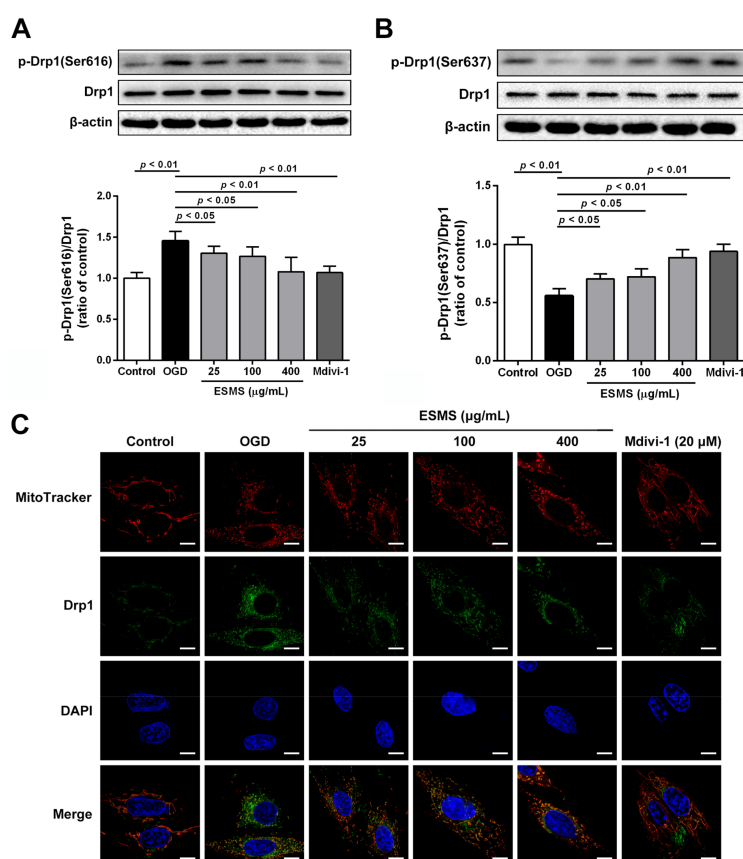 A
p-Drp1(Ser616)
Drp1
β-actin
p < 0.01
p < 0.01
p < 0.01
p < 0.05
p < 0.05
p-Drp1(Ser616)/Drp1
(ratio of control)
2.0
1.5
1.0
0.5
0.0
Control OGD 25 100 400 Mdivi-1
ESMS (μg/mL)
B
p-Drp1(Ser637)
Drp1
β-actin
p < 0.01
p < 0.01
p < 0.01
p < 0.05
p < 0.05
p-Drp1(Ser637)/Drp1
(ratio of control)
1.5
1.0
0.5
0.0
Control OGD 25 100 400 Mdivi-1
ESMS (μg/mL)
C
ESMS (μg/mL)
Control OGD 25 100 400 Mdivi-1 (20 μM)
MitoTracker
Drp1
DAPI
Merge